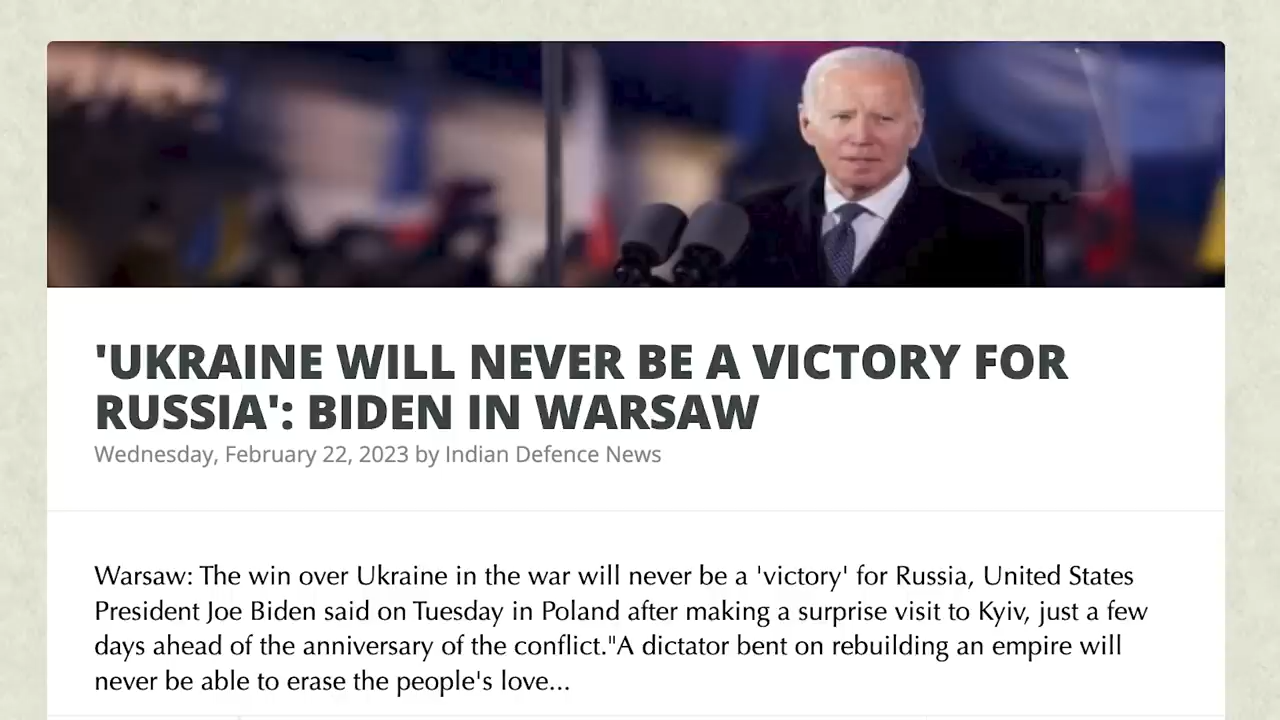 'UKRAINE WILL NEVER BE A VICTORY FOR
RUSSIA': BIDEN IN WARSAW
Wednesday, February 22, 2023 by Indian Defence News
Warsaw: The win over Ukraine in the war will never be a 'victory' for Russia, United States
President Joe Biden said on Tuesday in Poland after making a surprise visit to Kyiv, just a few
days ahead of the anniversary of the conflict."A dictator bent on rebuilding an empire will
never be able to erase the people's love...